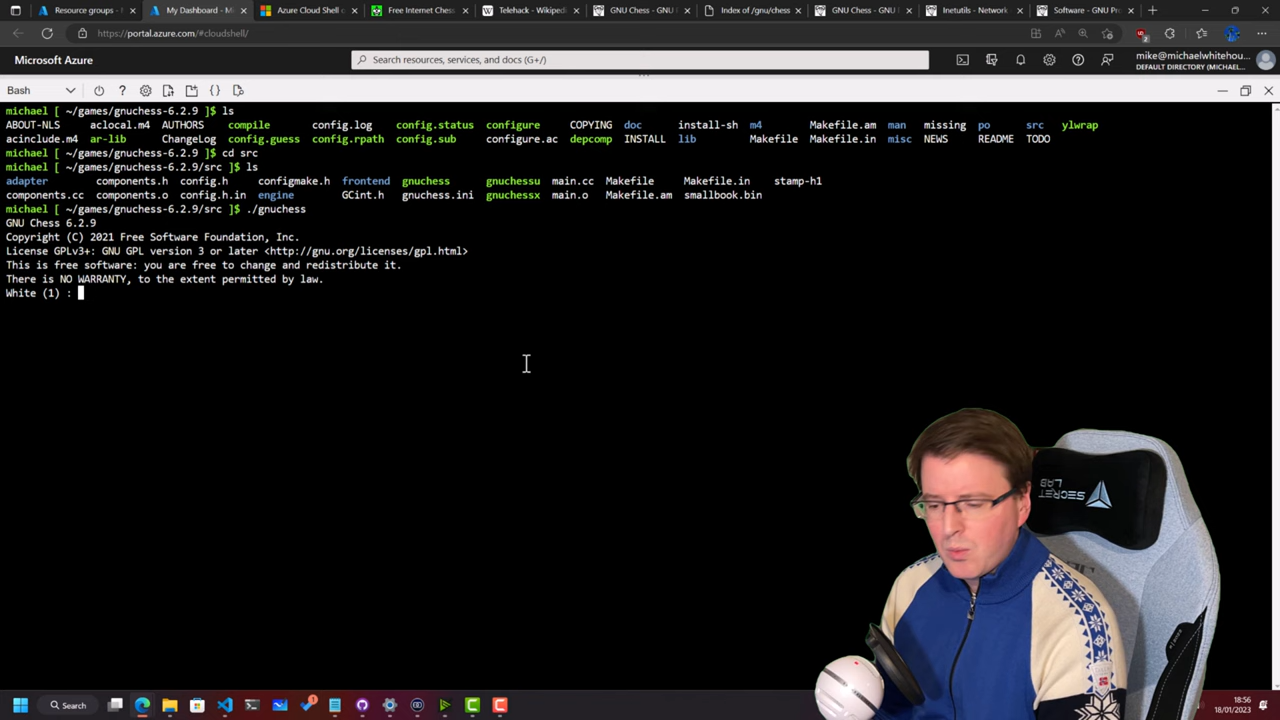 Resource groups -
My Dashboard - Mi
Azure Cloud Shell o
Free Internet Chess
Telehack - Wikiped
GNU Chess - GNU
Index of /gnu/chess
GNU Chess - GNU
Inetutils - Network
Software - GNU Pr
https://portal.azure.com/#cloudshell/
Microsoft Azure
Search resources, services, and docs (G+/)
mike@michaelwhitehou...
DEFAULT DIRECTORY (MICHAEL...
Bash
michael [ ~/games/gnuchess-6.2.9 ]$ ls
ABOUT-NLS aclocal.m4 AUTHORS compile config.log config.status configure COPYING doc install-sh m4 Makefile.am man missing po src ylwrap
acinclude.m4 ar-lib ChangeLog config.guess config.rpath config.sub configure.ac depcomp INSTALL lib Makefile Makefile.in misc NEWS README TODO
michael [ ~/games/gnuchess-6.2.9 ]$ cd src
michael [ ~/games/gnuchess-6.2.9/src ]$ ls
adapter components.h config.h configmake.h frontend gnuchess gnuchessu main.cc Makefile Makefile.in stamp-h1
components.cc components.o config.h.in engine GCint.h gnuchess.ini gnuchessx main.o Makefile.am smallbook.bin
michael [ ~/games/gnuchess-6.2.9/src ]$ ./gnuchess
GNU Chess 6.2.9
Copyright (C) 2021 Free Software Foundation, Inc.
License GPLv3+: GNU GPL version 3 or later <http://gnu.org/licenses/gpl.html>
This is free software: you are free to change and redistribute it.
There is NO WARRANTY, to the extent permitted by law.
White (1) :
SECRET
LAB
Search
18:56
18/01/2023